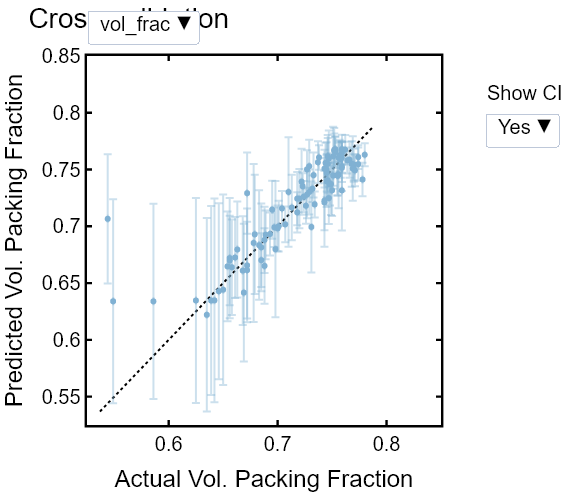 vol_frac ▼
Show CI
Yes ▼
Predicted Vol. Packing Fraction
0.85
0.8
0.75
0.7
0.65
0.6
0.55
0.6 0.7 0.8
Actual Vol. Packing Fraction